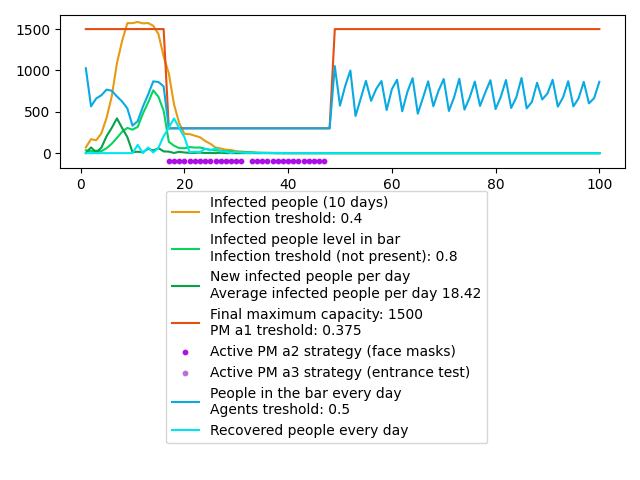 1500
1000
500
0
0 20 40 60 80 100
Infected people (10 days)
Infection treshold: 0.4
Infected people level in bar
Infection treshold (not present): 0.8
New infected people per day
Average infected people per day 18.42
Final maximum capacity: 1500
PM a1 treshold: 0.375
Active PM a2 strategy (face masks)
Active PM a3 strategy (entrance test)
People in the bar every day
Agents treshold: 0.5
Recovered people every day